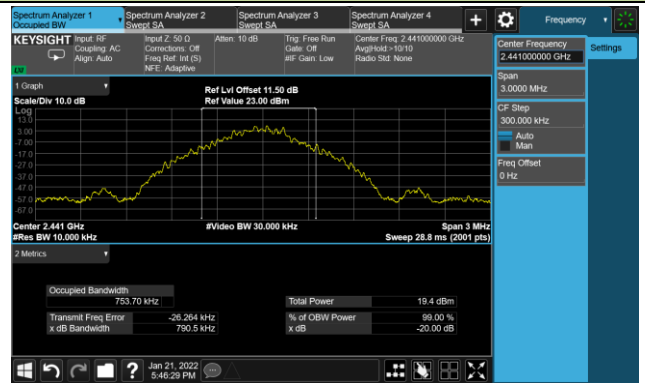 Spectrum Analyzer 1
Occupied BW
Spectrum Analyzer 2
Swept SA
Spectrum Analyzer 3
Swept SA
Spectrum Analyzer 4
Swept SA
Frequency
KEYSIGHT
Input: RF
Coupling: AC
Align: Auto
Input Z: 50 Ω
Corrections: Off
Freq Ref: Int (S)
NFE: Adaptive
Atten: 10 dB
Trig: Free Run
Gate: Off
#IF Gain: Low
Center Freq: 2.441000000 GHz
Avg|Hold:>10/10
Radio Std: None
Center Frequency
2.441000000 GHz
Settings
Span
3.0000 MHz
CF Step
300.000 kHz
Auto
Man
Freq Offset
0 Hz
1 Graph
Scale/Div 10.0 dB
Ref Lvl Offset 11.50 dB
Ref Value 23.00 dBm
Log
13.0
3.00
-7.00
-17.0
-27.0
-37.0
-47.0
-57.0
-67.0
Center 2.441 GHz
#Res BW 10.000 kHz
#Video BW 30.000 kHz
Span 3 MHz
Sweep 28.8 ms (2001 pts)
2 Metrics
Occupied Bandwidth
753.70 kHz
Total Power 19.4 dBm
Transmit Freq Error -26.264 kHz
% of OBW Power 99.00 %
x dB Bandwidth 790.5 kHz
x dB -20.00 dB
Jan 21, 2022
5:46:29 PM